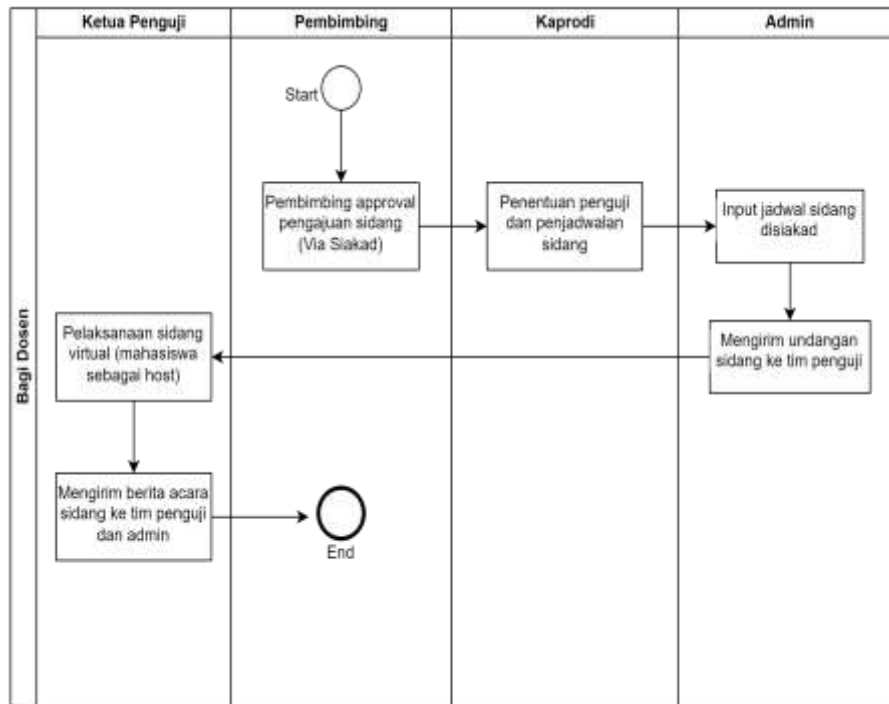 Ketua Penguji
Pembimbing
Kaprodi
Admin
Bagi Dosen
Start
Pembimbing approval
pengajuan sidang
(Via Siakad)
Penentuan penguji
dan penjadwalan
sidang
Input jadwal sidang
disiakad
Mengirim undangan
sidang ke tim penguji
Pelaksanaan sidang
virtual (mahasiswa
sebagai host)
Mengirim berita acara
sidang ke tim penguji
dan admin
End